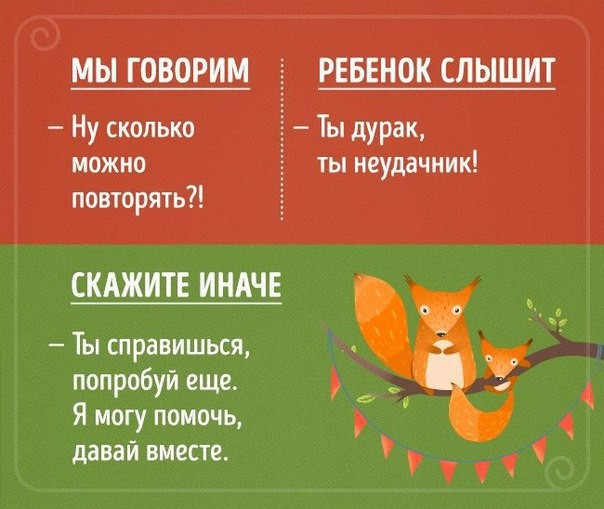 МЫ ГОВОРИМ
– Ну сколько
можно
повторять?!
РЕБЕНОК СЛЫШИТ
– Ты дурак,
ты неудачник!
СКАЖИТЕ ИНАЧЕ
– Ты справишься,
попробуй еще.
Я могу помочь,
давай вместе.